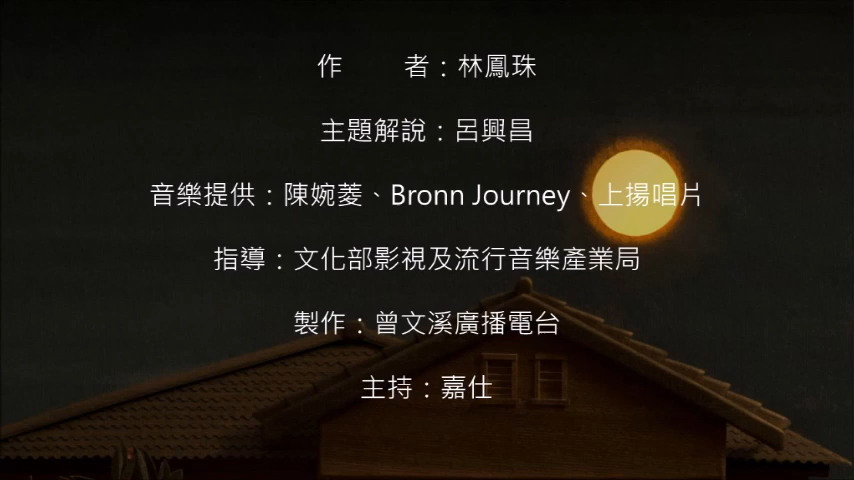 作　　者：林鳳珠
主題解說：呂興昌
音樂提供：陳婉菱、Bronn Journey、上揚唱片
指導：文化部影視及流行音樂產業局
製作：曾文溪廣播電台
主持：嘉仕